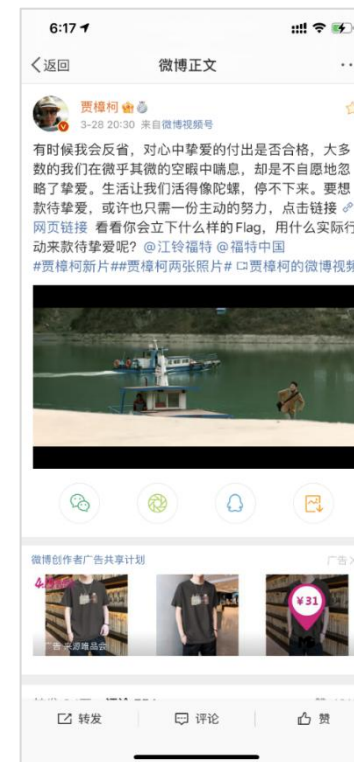 6:17
返回
微博正文
贾樟柯
3-28 20:30 来自微博视频号
有时候我会反省，对心中挚爱的付出是否合格，大多
数的我们在微乎其微的空暇中喘息，却是不自愿地忽
略了挚爱。生活让我们活得像陀螺，停不下来。要想
款待挚爱，或许也只需一份主动的努力，点击链接
网页链接 看看你会立下什么样的Flag，用什么实际行
动来款待挚爱呢？@江铃福特 @福特中国
#贾樟柯新片##贾樟柯两张照片# 贾樟柯的微博视频
微博创作者广告共享计划
广告
¥31
广告 来源唯品会
转发
评论
赞